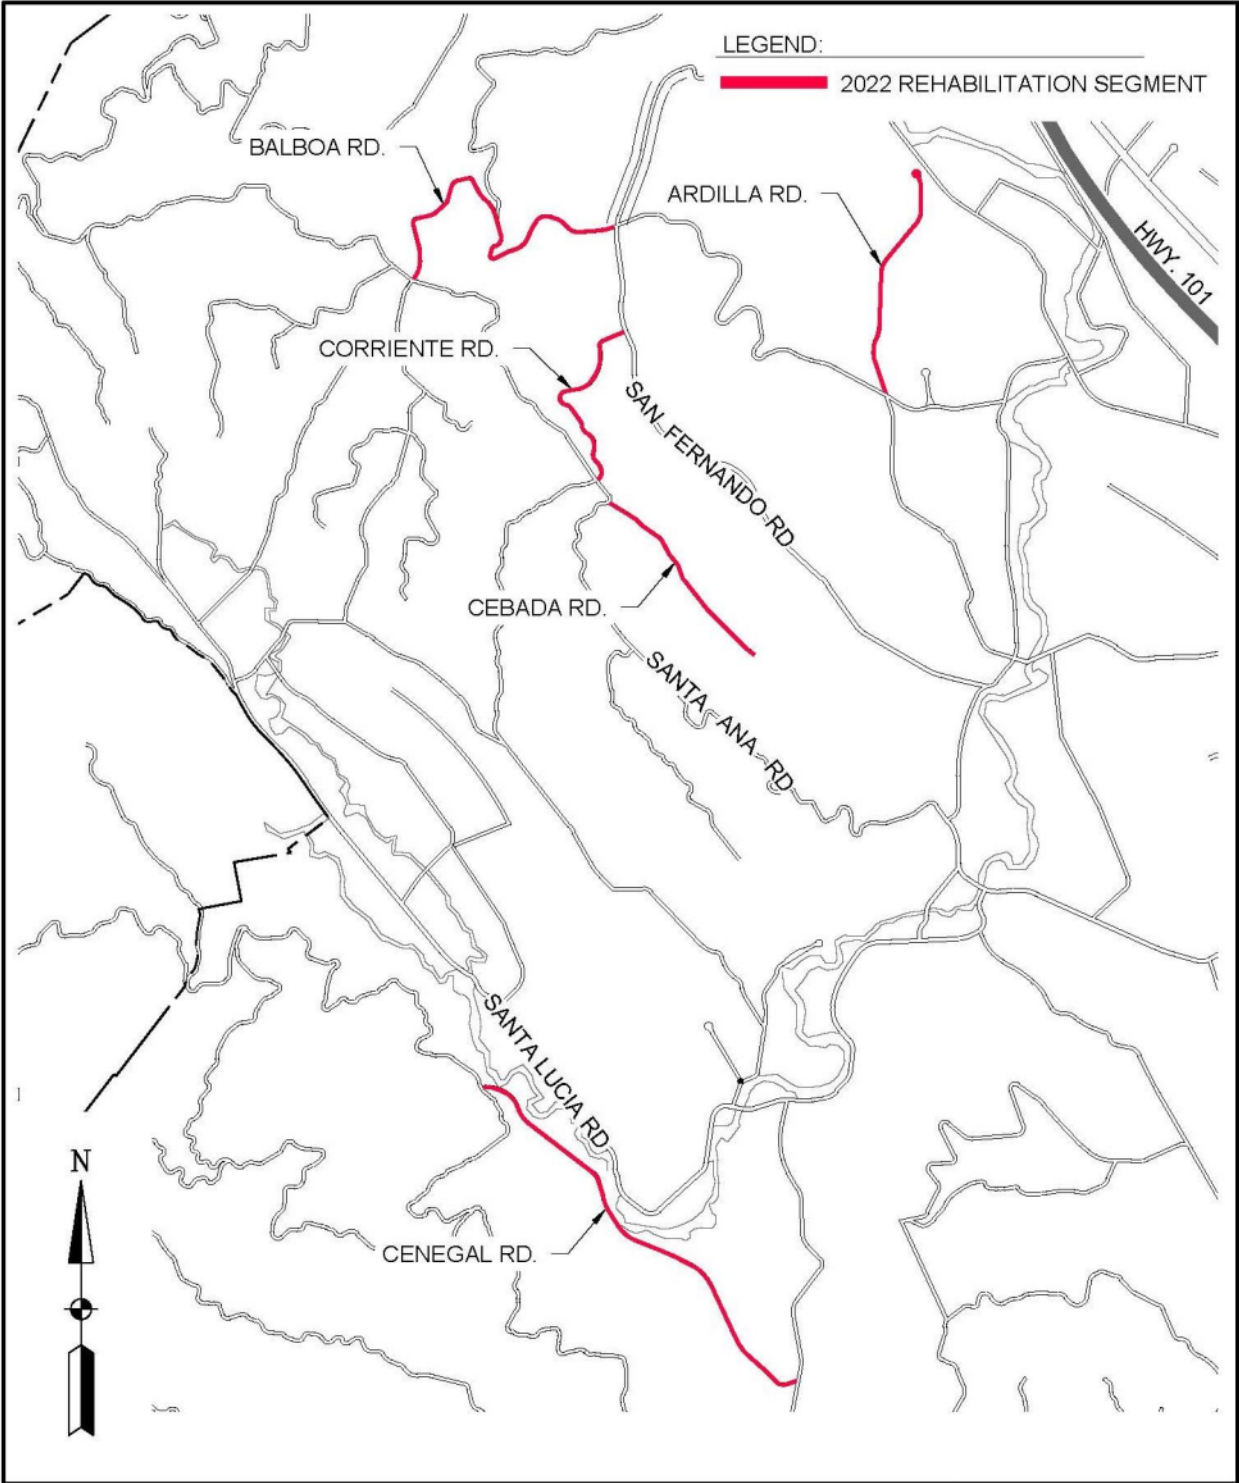 LEGEND:
2022 REHABILITATION SEGMENT
BALBOA RD.
ARDILLA RD.
HWY. 101
CORRIENTE RD.
SAN FERNANDO RD
CEBADA RD.
SANTA ANA RD
SANTA LUCIA RD
N
CENEGAL RD.